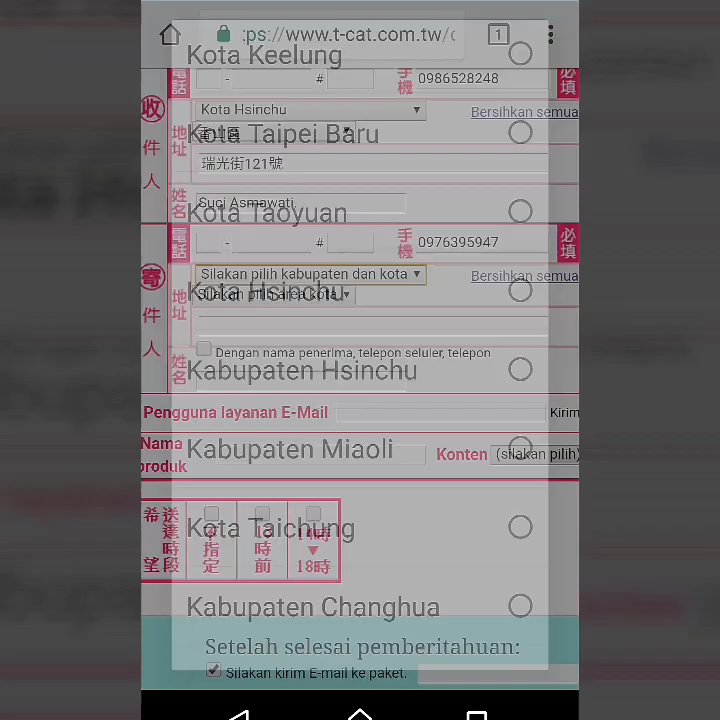 :ps://www.t-cat.com.tw/c
1
Kota Keelung
電話
-
#
手機
0986528248
必填
收件人
Kota Hsinchu
Bersihkan semua
Kota Taipei Baru
地址
瑞光街121號
姓名
Suci Asmawati
Kota Taoyuan
電話
-
#
手機
0976395947
必填
寄件人
Silakan pilih kabupaten dan kota
Bersihkan semua
Kota Hsinchu
地址
Silakan pilih area kota
姓名
Dengan nama penerima, telepon seluler, telepon
Kabupaten Hsinchu
Pengguna layanan E-Mail
Kirim
Nama produk
Kabupaten Miaoli
Konten
(silakan pilih)
希望
送達時段
Kota Taichung
指定
時前
14時
▼
18時
Kabupaten Changhua
Setelah selesai pemberitahuan:
Silakan kirim E-mail ke paket.